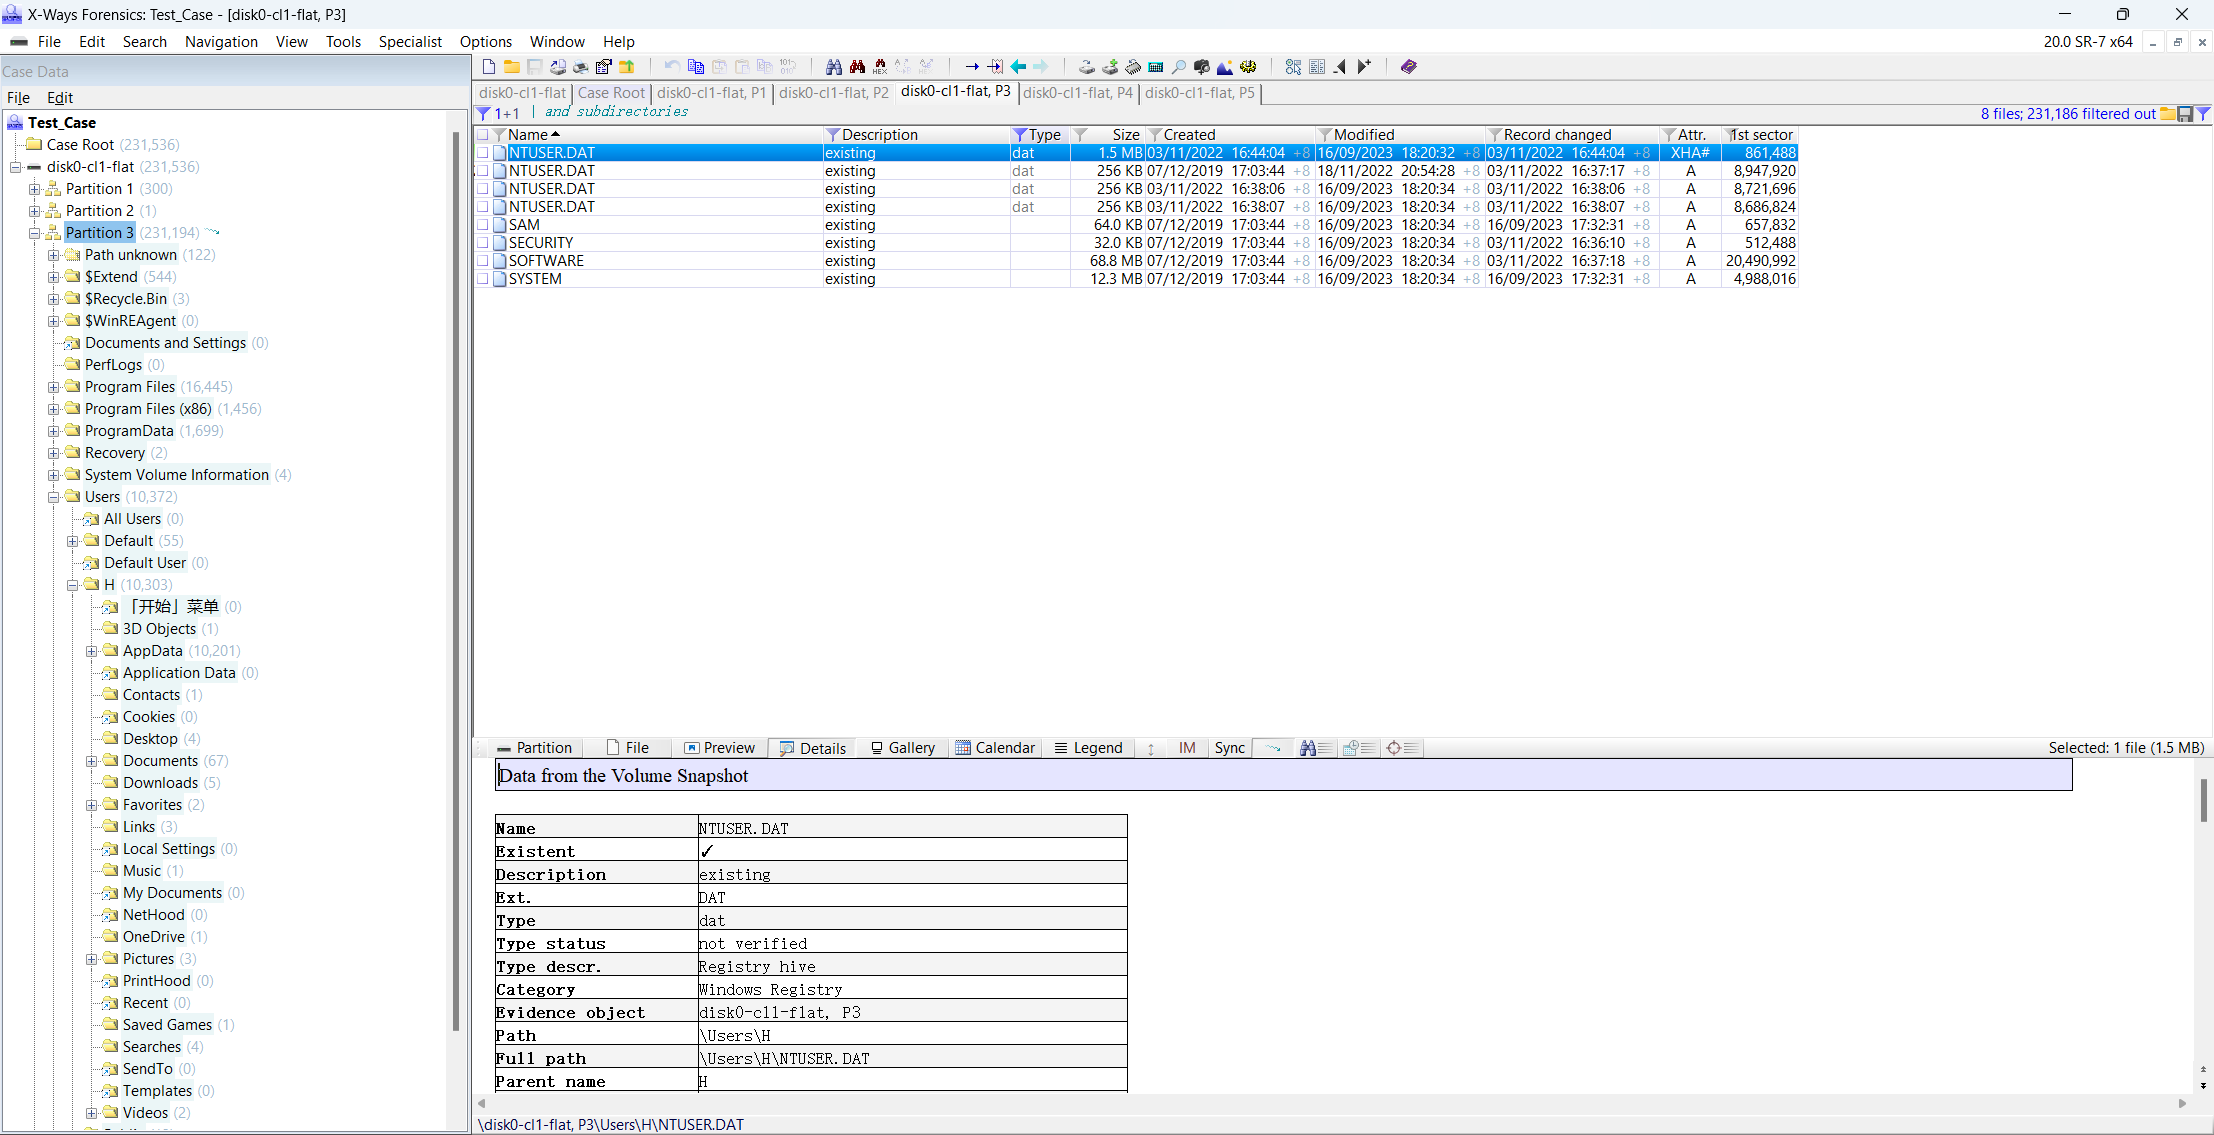 X-Ways Forensics: Test_Case - [disk0-cl1-flat, P3]
File Edit Search Navigation View Tools Specialist Options Window Help 20.0 SR-7 x64
Case Data
File Edit
Test_Case
Case Root (231,536)
disk0-cl1-flat (231,536)
Partition 1 (300)
Partition 2 (1)
Partition 3 (231,194)
Path unknown (122)
$Extend (544)
$Recycle.Bin (3)
$WinREAgent (0)
Documents and Settings (0)
PerfLogs (0)
Program Files (16,445)
Program Files (x86) (1,456)
ProgramData (1,699)
Recovery (2)
System Volume Information (4)
Users (10,372)
All Users (0)
Default (55)
Default User (0)
H (10,303)
「开始」菜单 (0)
3D Objects (1)
AppData (10,201)
Application Data (0)
Contacts (1)
Cookies (0)
Desktop (4)
Documents (67)
Downloads (5)
Favorites (2)
Links (3)
Local Settings (0)
Music (1)
My Documents (0)
NetHood (0)
OneDrive (1)
Pictures (3)
PrintHood (0)
Recent (0)
Saved Games (1)
Searches (4)
SendTo (0)
Templates (0)
Videos (2)
disk0-cl1-flat Case Root disk0-cl1-flat, P1 disk0-cl1-flat, P2 disk0-cl1-flat, P3 disk0-cl1-flat, P4 disk0-cl1-flat, P5
1+1 and subdirectories 8 files; 231,186 filtered out
Name Description Type Size Created Modified Record changed Attr. 1st sector
NTUSER.DAT existing dat 1.5 MB 03/11/2022 16:44:04 +8 16/09/2023 18:20:32 +8 03/11/2022 16:44:04 +8 XHA# 861,488
NTUSER.DAT existing dat 256 KB 07/12/2019 17:03:44 +8 18/11/2022 20:54:28 +8 03/11/2022 16:37:17 +8 A 8,947,920
NTUSER.DAT existing dat 256 KB 03/11/2022 16:38:06 +8 16/09/2023 18:20:34 +8 03/11/2022 16:38:06 +8 A 8,721,696
NTUSER.DAT existing dat 256 KB 03/11/2022 16:38:07 +8 16/09/2023 18:20:34 +8 03/11/2022 16:38:07 +8 A 8,686,824
SAM existing 64.0 KB 07/12/2019 17:03:44 +8 16/09/2023 18:20:34 +8 16/09/2023 17:32:31 +8 A 657,832
SECURITY existing 32.0 KB 07/12/2019 17:03:44 +8 16/09/2023 18:20:34 +8 03/11/2022 16:36:10 +8 A 512,488
SOFTWARE existing 68.8 MB 07/12/2019 17:03:44 +8 16/09/2023 18:20:34 +8 03/11/2022 16:37:18 +8 A 20,490,992
SYSTEM existing 12.3 MB 07/12/2019 17:03:44 +8 16/09/2023 18:20:34 +8 16/09/2023 17:32:31 +8 A 4,988,016
Partition File Preview Details Gallery Calendar Legend IM Sync Selected: 1 file (1.5 MB)
Data from the Volume Snapshot
Name NTUSER.DAT
Existent ✓
Description existing
Ext. DAT
Type dat
Type status not verified
Type descr. Registry hive
Category Windows Registry
Evidence object disk0-cl1-flat, P3
Path \Users\H
Full path \Users\H\NTUSER.DAT
Parent name H
\disk0-cl1-flat, P3\Users\H\NTUSER.DAT